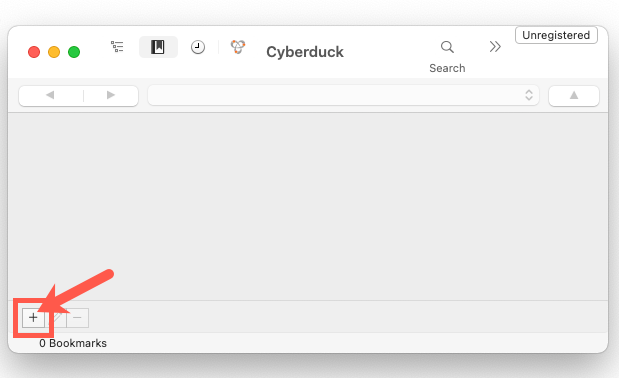 Unregistered
Cyberduck
Search
0 Bookmarks